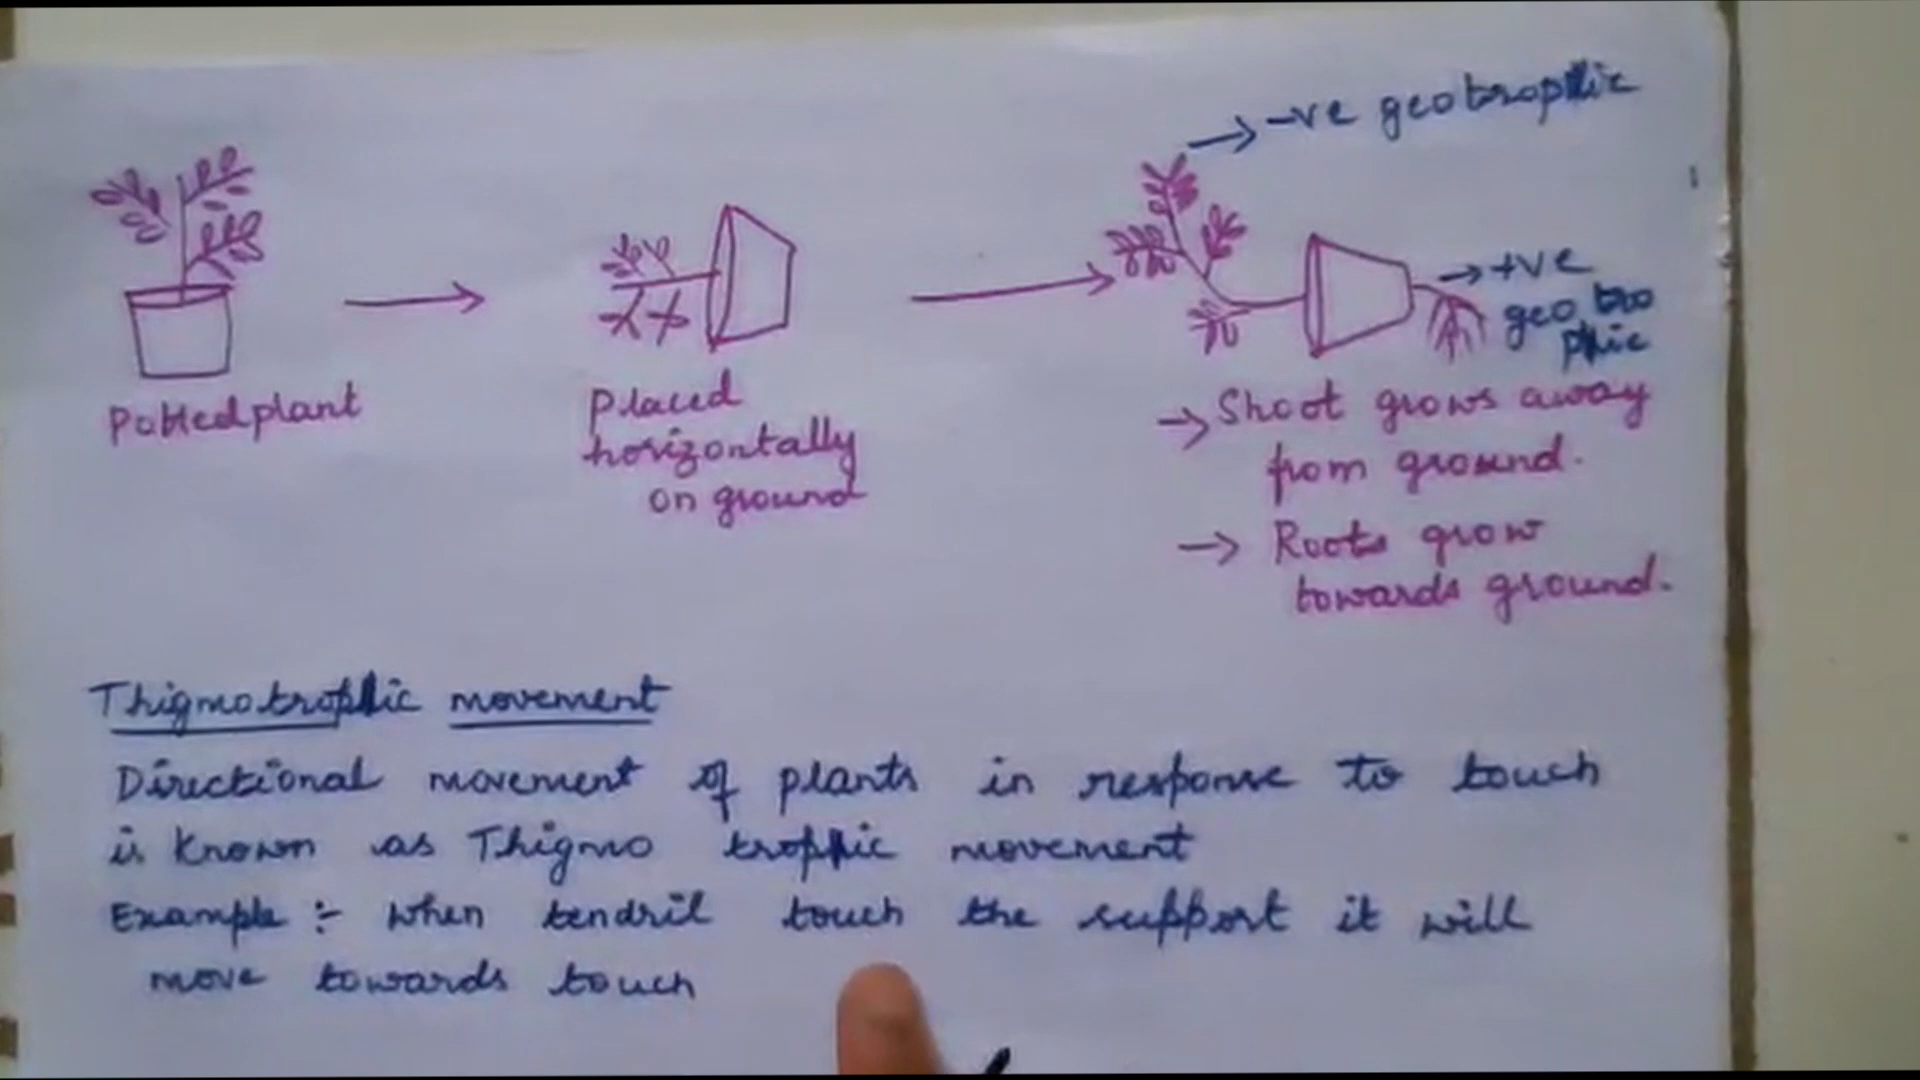 → -ve geotrophic
→ +ve
geotro
phic
Potted plant
Placed
horizontally
on ground
→ Shoot grows away
from ground.
→ Roots grow
towards ground.
Thigmotrophic movement
Directional movement of plants in response to touch
is known as Thigmo trophic movement
Example :- when tendril touch the support it will
move towards touch